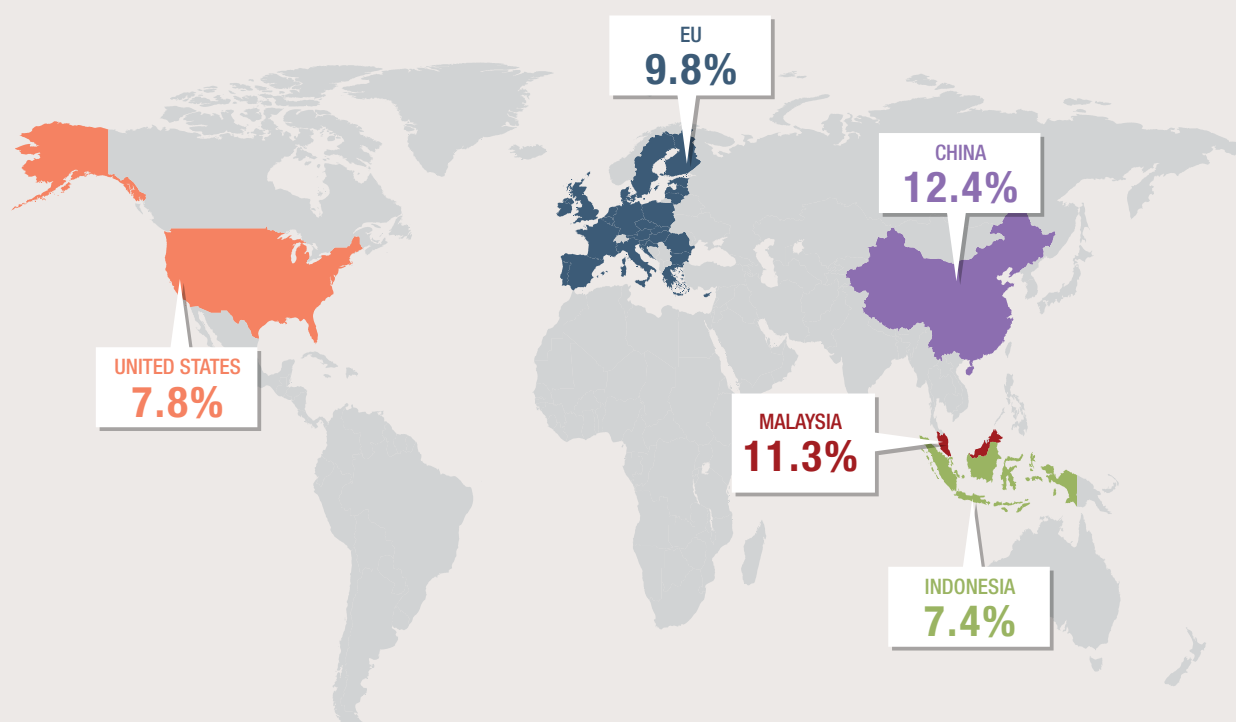 EU
9.8%
CHINA
12.4%
UNITED STATES
7.8%
MALAYSIA
11.3%
INDONESIA
7.4%